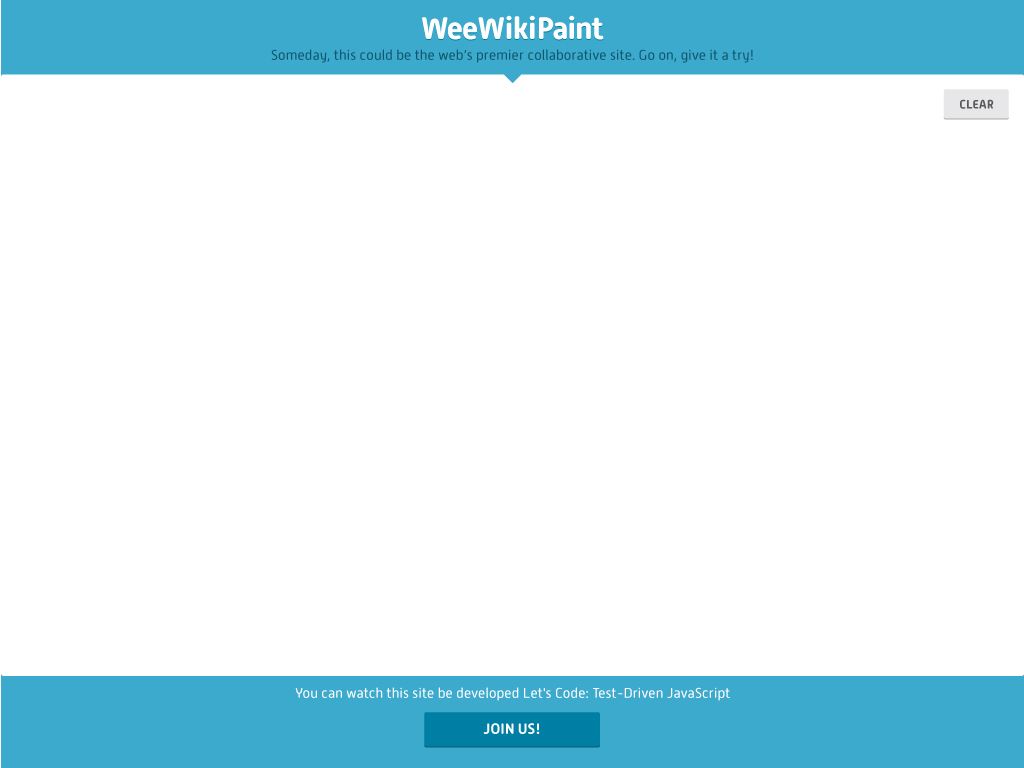 WeeWikiPaint
Someday, this could be the web's premier collaborative site. Go on, give it a try!
CLEAR
You can watch this site be developed Let's Code: Test-Driven JavaScript
JOIN US!